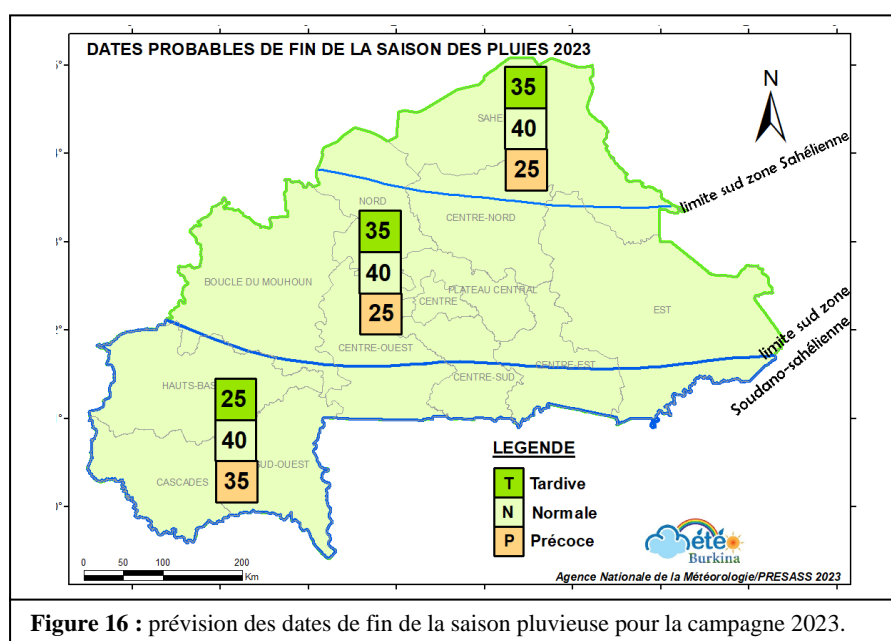 DATES PROBABLES DE FIN DE LA SAISON DES PLUIES 2023
N
35
SAHE
40
25
limite sud zone Sahélienne
NORD
CENTRE-NORD
35
BOUCLE DU MOUHOUN
40
PLATEAU CENTRAL
CENTRE
25
EST
limite sud zone
Soudano-sahélienne
CENTRE-OUEST
CENTRE-EST
HAUTS-BAS
CENTRE-SUD
25
40
SUD-OUEST
CASCADES
35
LEGENDE
T Tardive
N Normale
P Précoce
0 50 100 200
Km
Météo
Burkina
Agence Nationale de la Météorologie/PRESASS 2023
Figure 16 : prévision des dates de fin de la saison pluvieuse pour la campagne 2023.